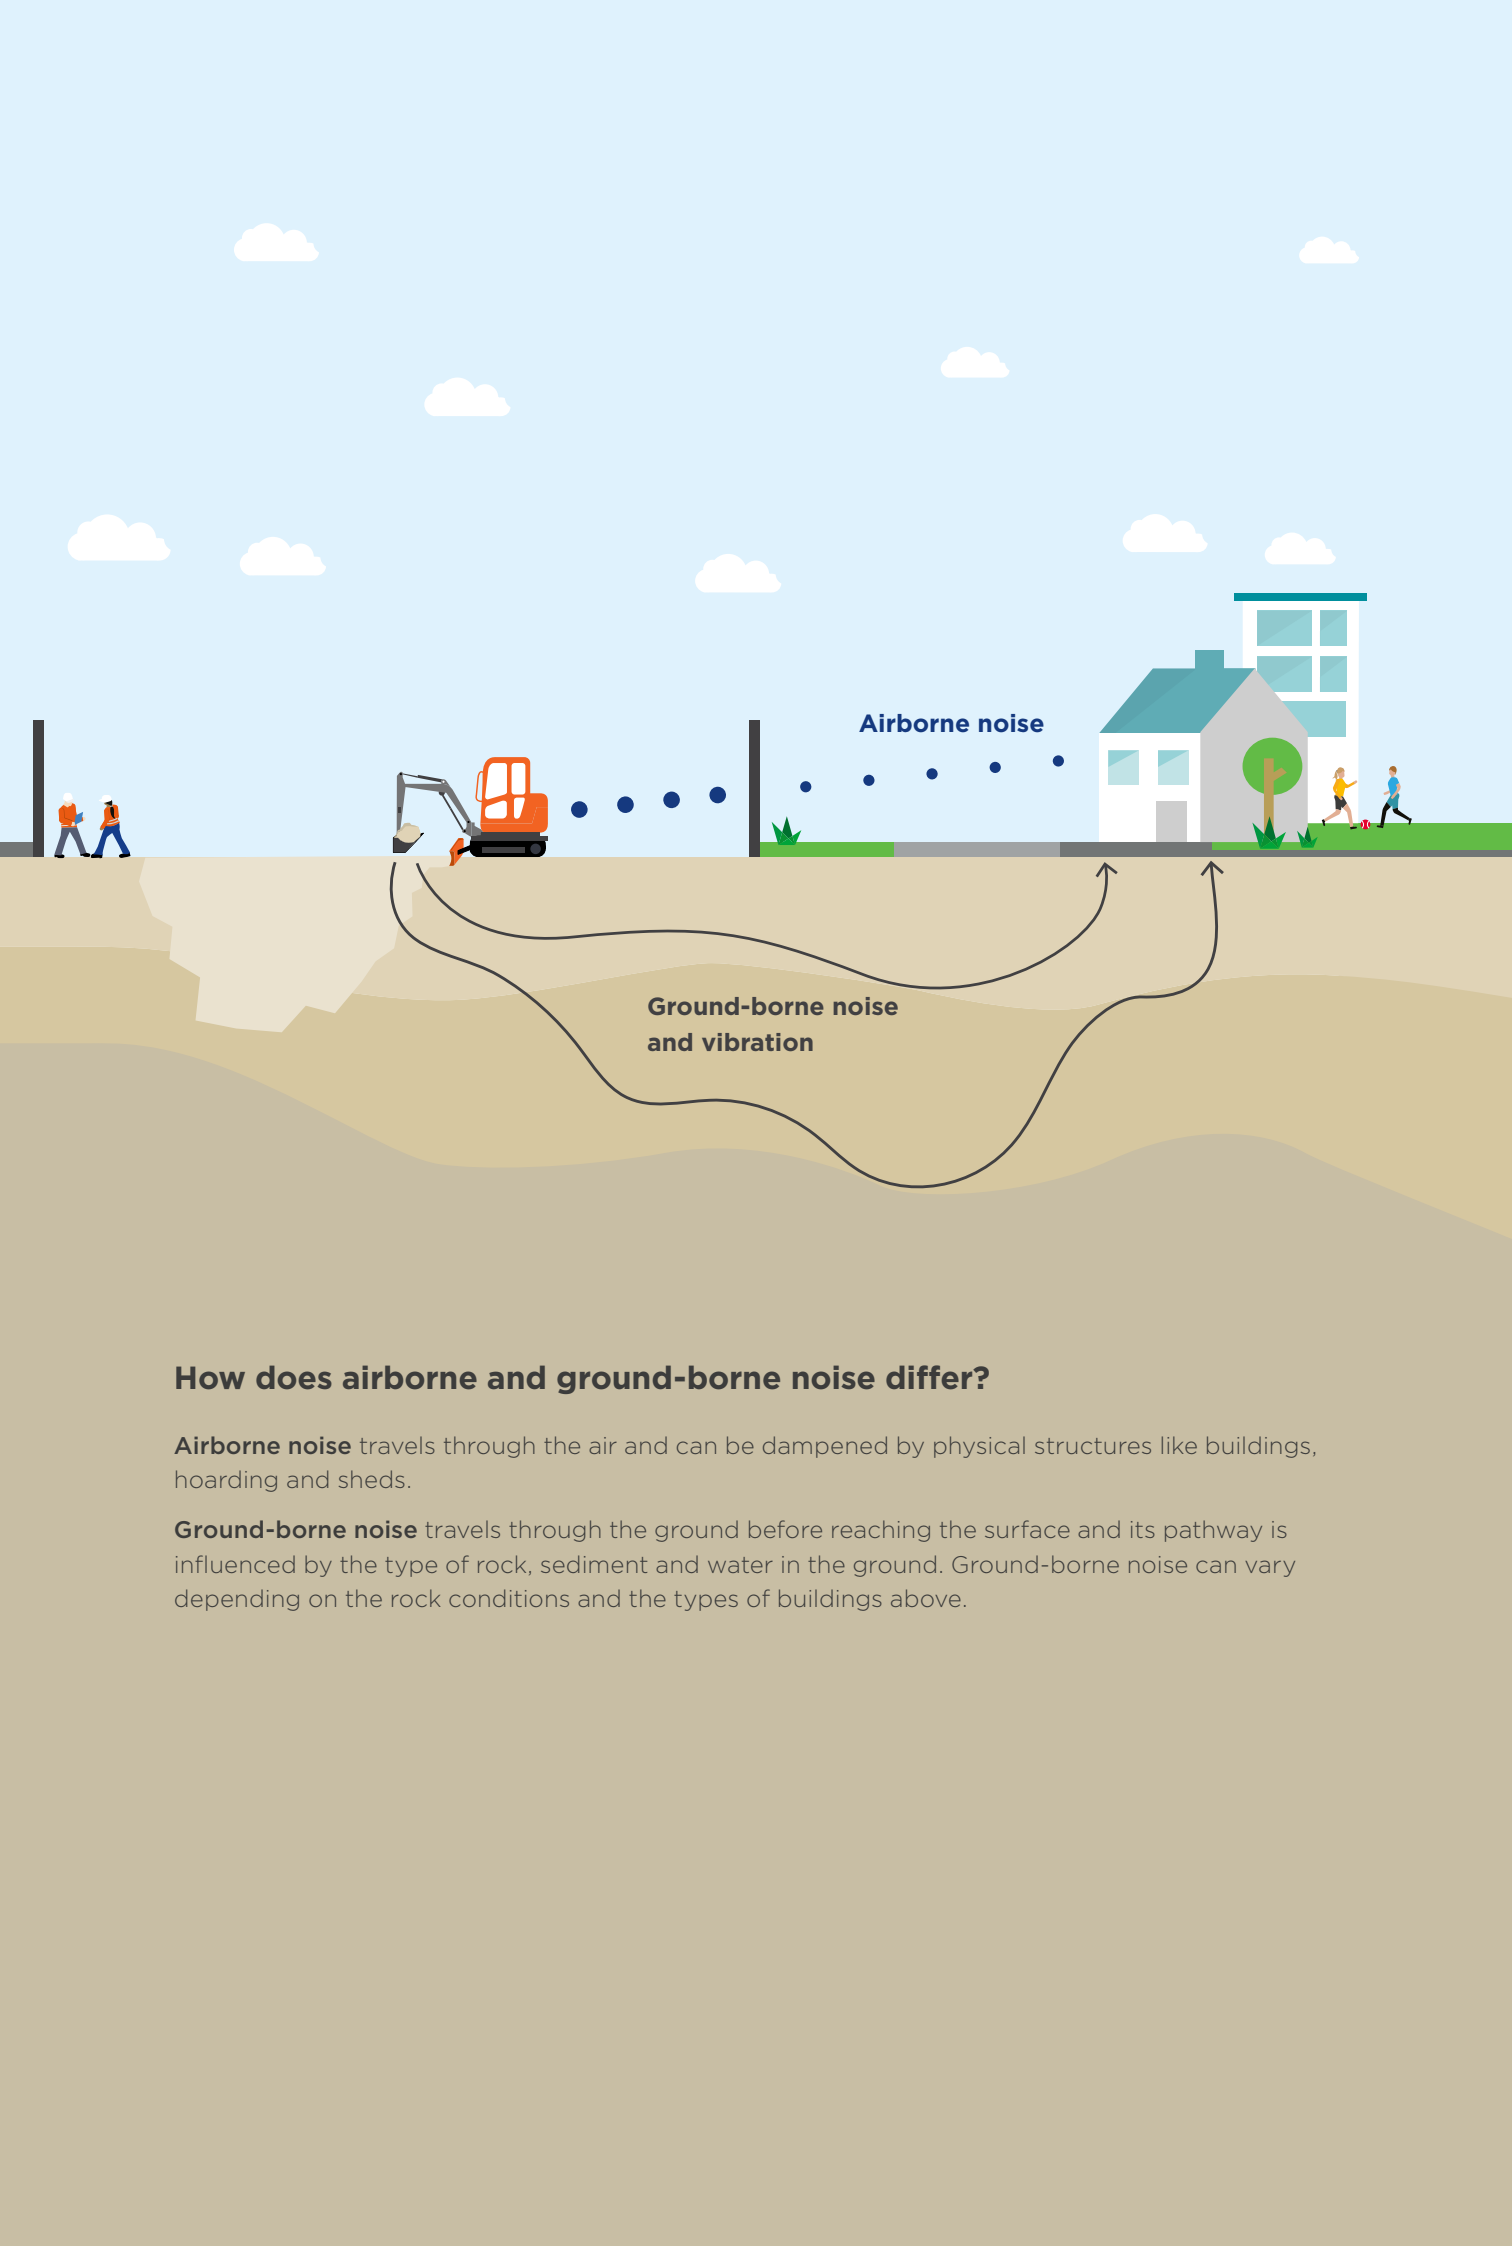 Airborne noise
Ground-borne noise
and vibration
How does airborne and ground-borne noise differ?
Airborne noise travels through the air and can be dampened by physical structures like buildings,
hoarding and sheds.
Ground-borne noise travels through the ground before reaching the surface and its pathway is
influenced by the type of rock, sediment and water in the ground. Ground-borne noise can vary
depending on the rock conditions and the types of buildings above.